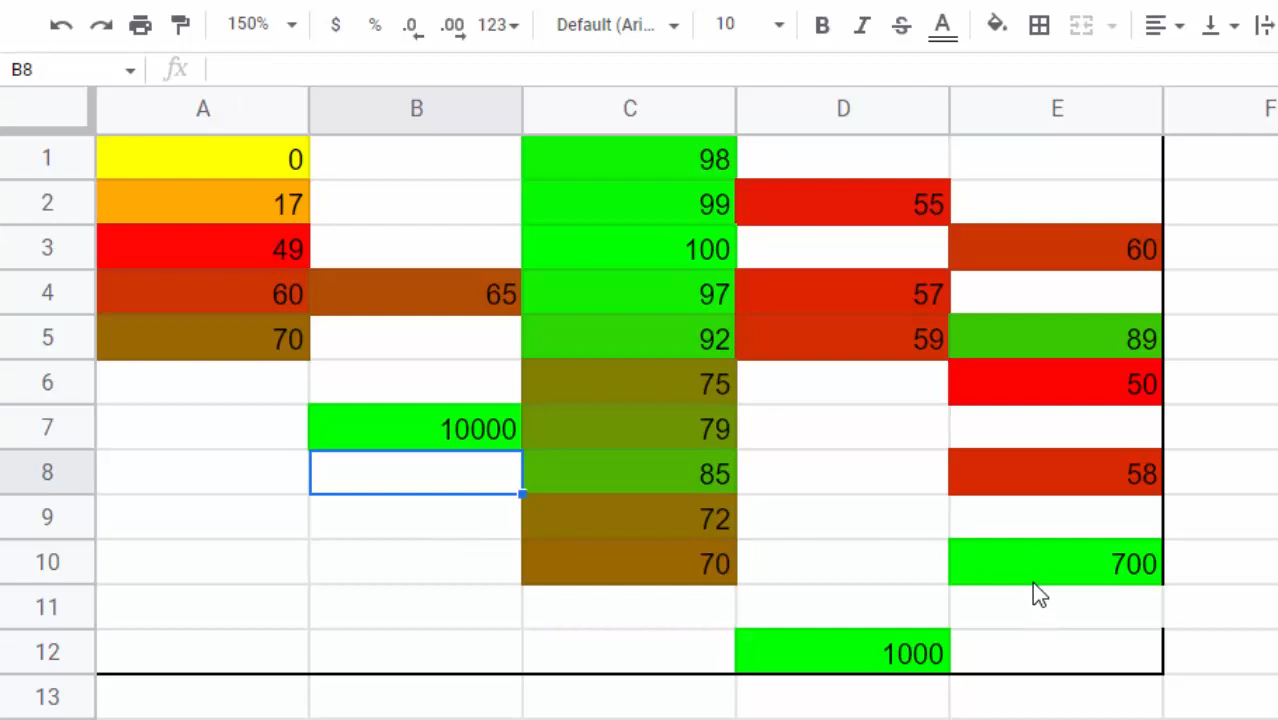 150% $ % .0 .00 123 Default (Ari... 10 B I S A
B8 fx
A B C D E F
1 0 98
2 17 99 55
3 49 100 60
4 60 65 97 57
5 70 92 59 89
6 75 50
7 10000 79
8 85 58
9 72
10 70 700
11
12 1000
13